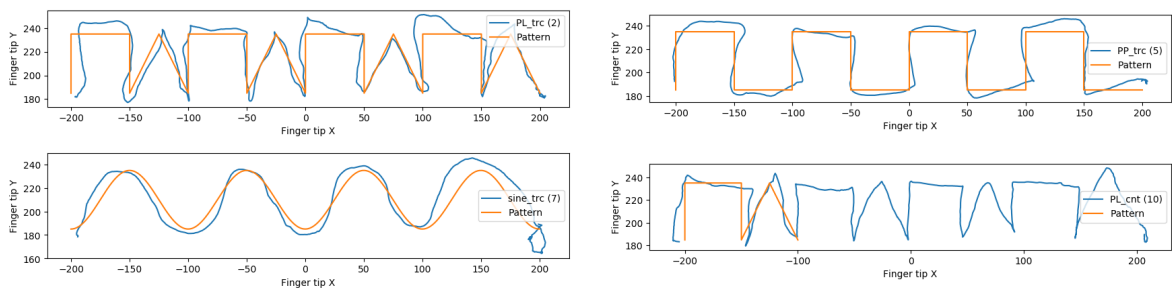 Finger tip Y
240
220
200
180
PL_trc (2)
Pattern
−200 −150 −100 −50 0 50 100 150 200
Finger tip X
Finger tip Y
240
220
200
180
PP_trc (5)
Pattern
−200 −150 −100 −50 0 50 100 150 200
Finger tip X
Finger tip Y
240
220
200
180
160
sine_trc (7)
Pattern
−200 −150 −100 −50 0 50 100 150 200
Finger tip X
Finger tip Y
240
220
200
180
PL_cnt (10)
Pattern
−200 −100 0 100 200
Finger tip X